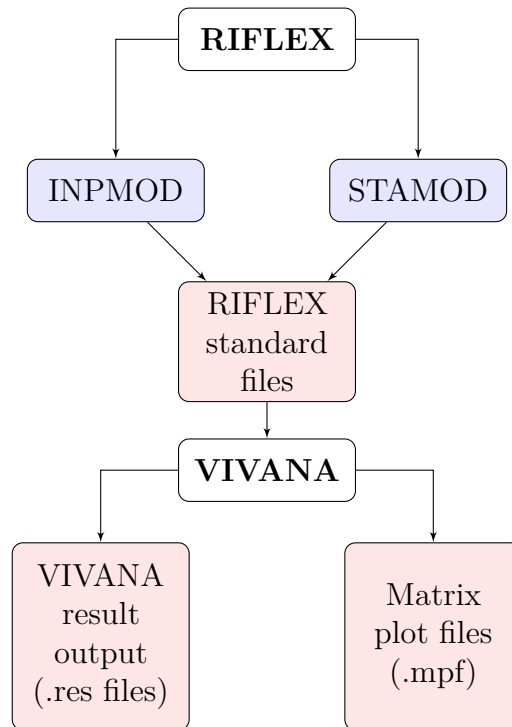 RIFLEX
INPMOD
STAMOD
RIFLEX
standard
files
VIVANA
VIVANA
result
output
(.res files)
Matrix
plot files
(.mpf)